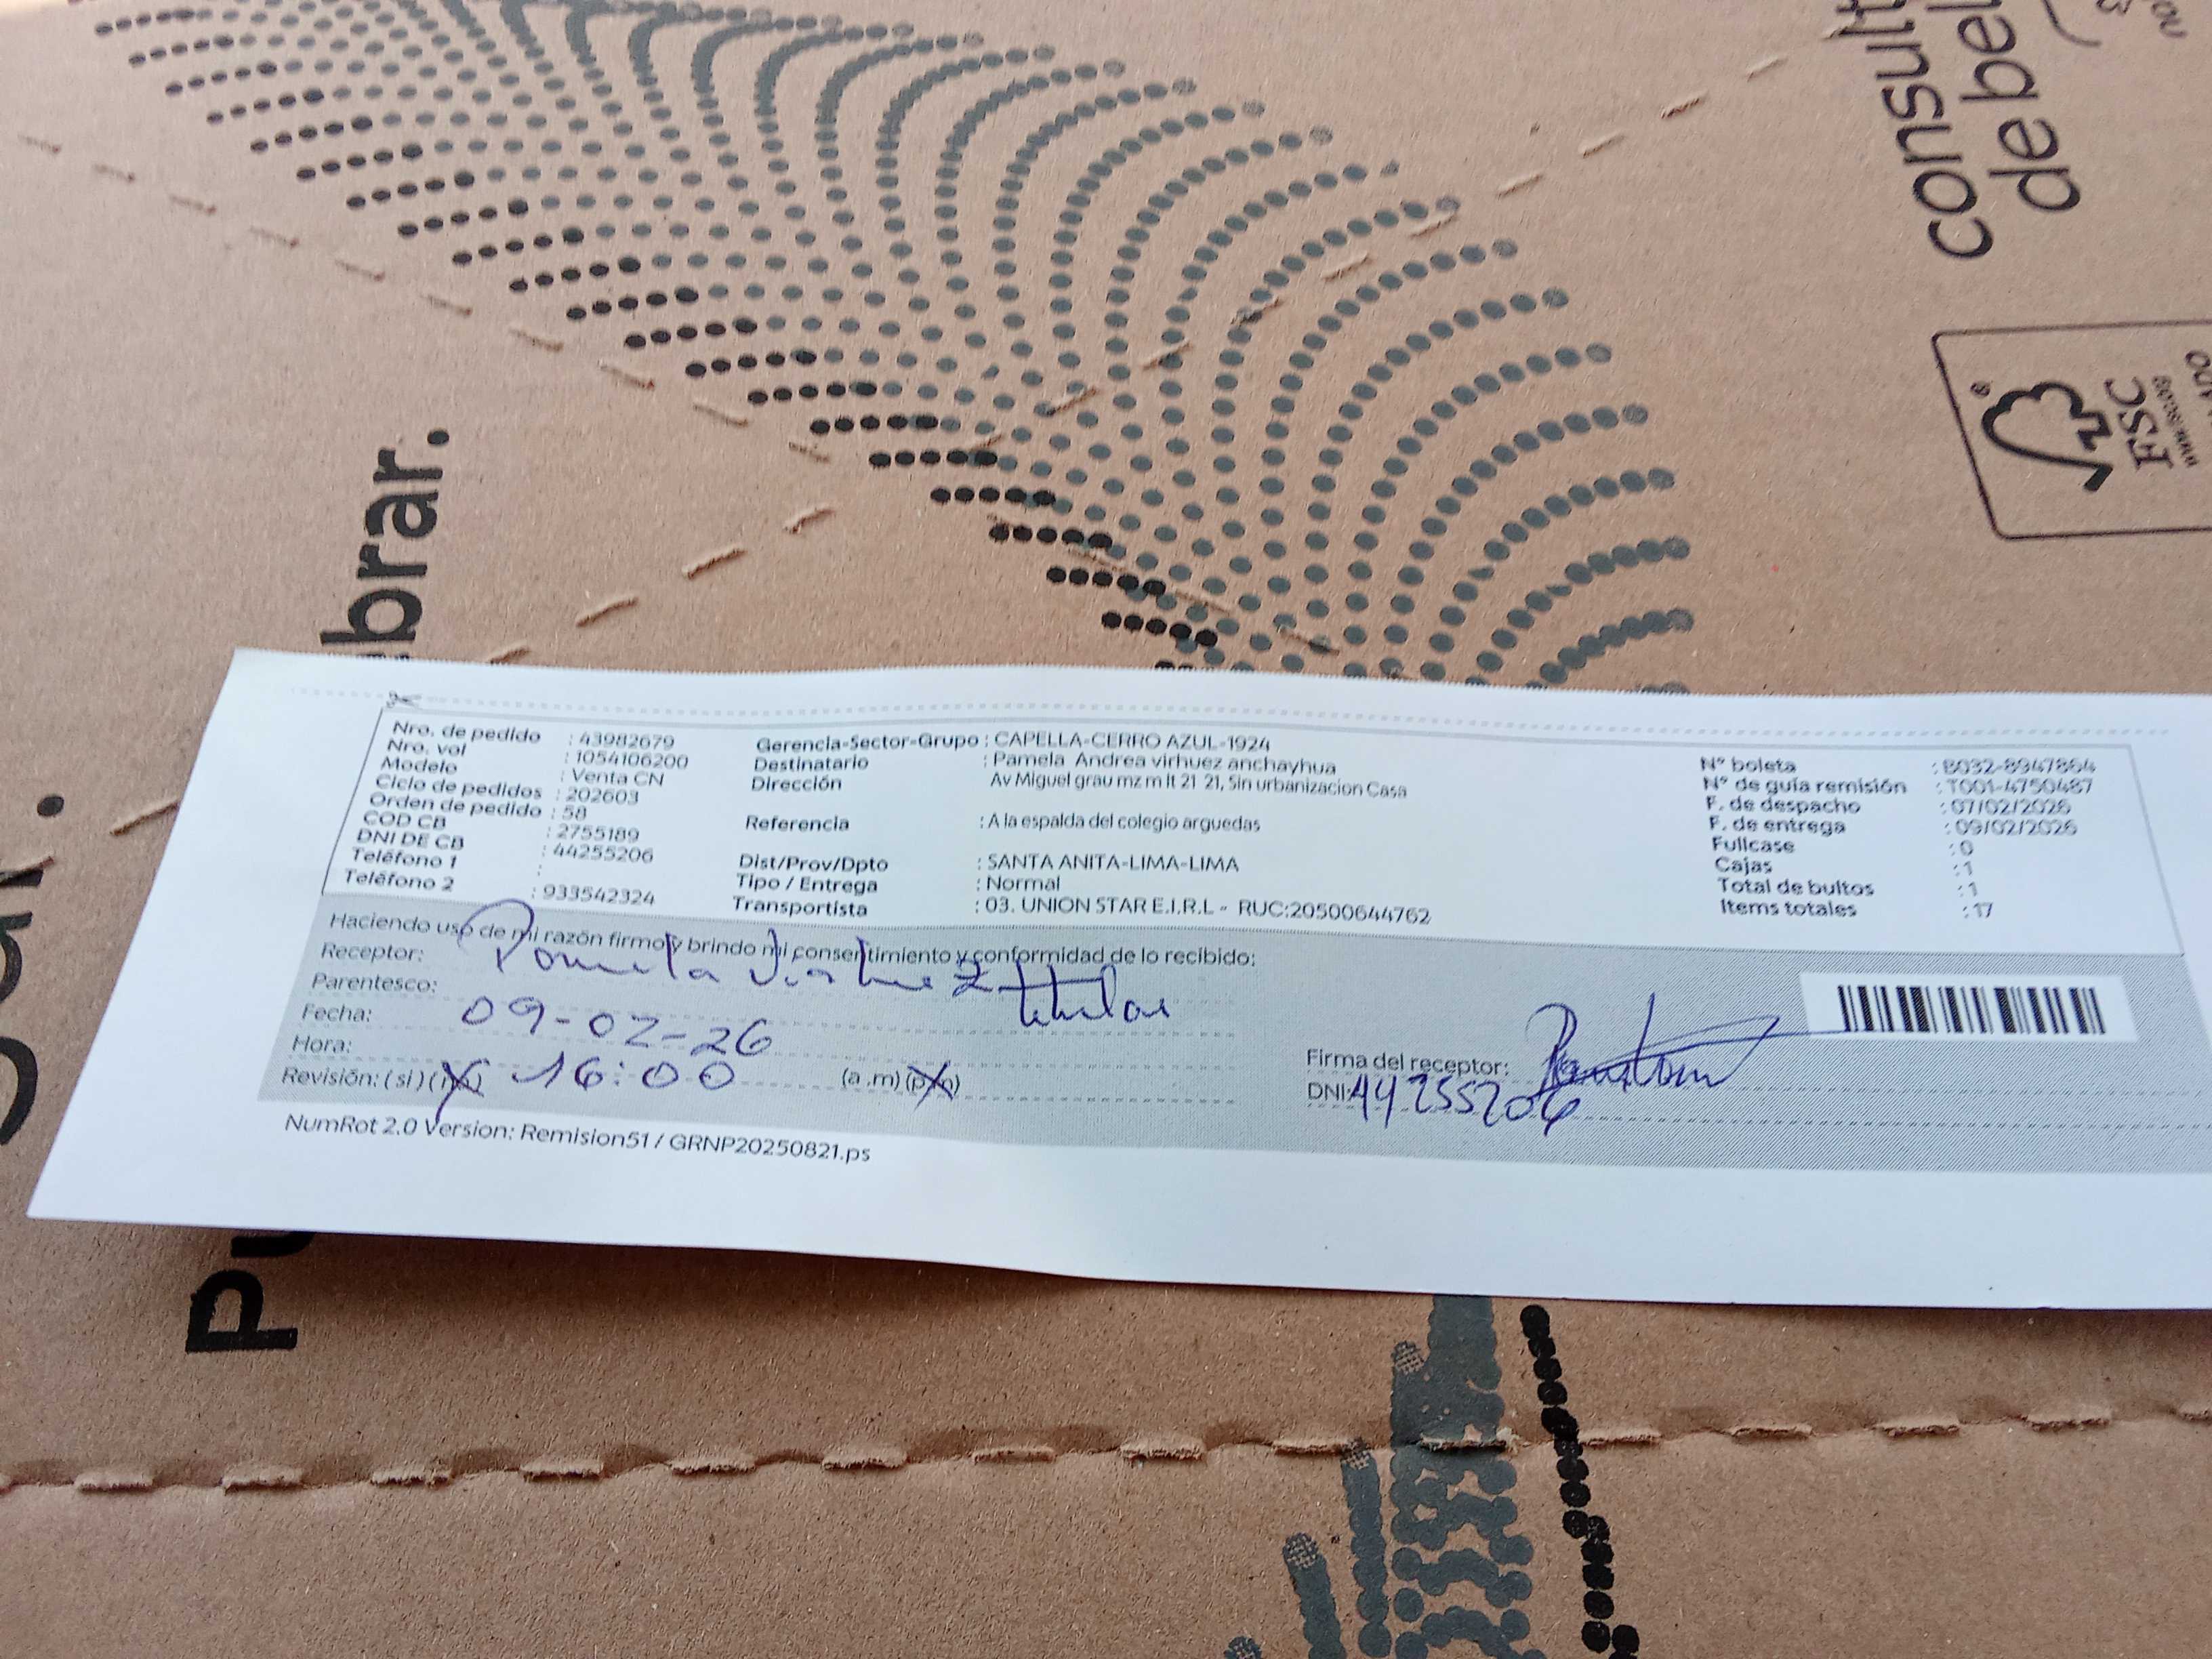 consult
de bel
FSC
brar.
Nro. de pedido : 43982679
Nro. vol : 1054106200
Modelo : Venta CN
Ciclo de pedidos : 202603
Orden de pedido : 58
COD CB : 2755189
DNI DE CB : 44255206
Teléfono 1 :
Teléfono 2 : 933542324
Gerencia-Sector-Grupo : CAPELLA-CERRO AZUL-1924
Destinatario : Pamela Andrea virhuez anchayhua
Dirección Av Miguel grau mz m lt 21 21, Sin urbanizacion Casa
Referencia : A la espalda del colegio arguedas
Dist/Prov/Dpto : SANTA ANITA-LIMA-LIMA
Tipo / Entrega : Normal
Transportista : 03. UNION STAR E.I.R.L - RUC:20500644762
N° boleta : B032-8947864
N° de guía remisión : T001-4750487
F. de despacho : 07/02/2026
F. de entrega : 09/02/2026
Fullcase : 0
Cajas : 1
Total de bultos : 1
Items totales : 17
Haciendo uso de mi razón firmo y brindo mi consentimiento y conformidad de lo recibido:
Receptor: Pamela Virhuez
Parentesco: titular
Fecha: 09-02-26
Hora: 16:00 (a.m) (p.m)
Revisión: (si) (no)
Firma del receptor:
DNI: 44255206
NumRot 2.0 Version: Remision51 / GRNP20250821.ps